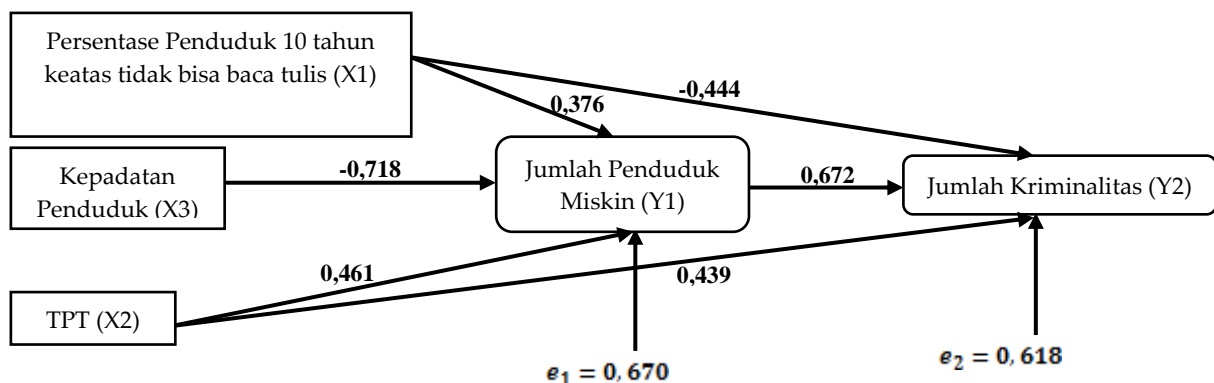 Persentase Penduduk 10 tahun
keatas tidak bisa baca tulis (X1)
-0,444
0,376
Kepadatan
Penduduk (X3)
-0,718
Jumlah Penduduk
Miskin (Y1)
0,672
Jumlah Kriminalitas (Y2)
0,461
0,439
TPT (X2)
e₁ = 0, 670
e₂ = 0, 618